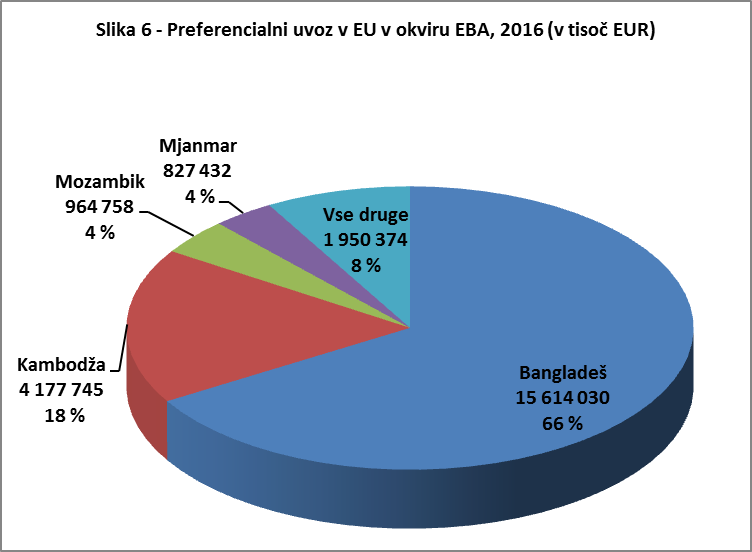 Slika 6 - Preferencialni uvoz v EU v okviru EBA, 2016 (v tisoč EUR)
Mjanmar
827 432
4 %
Mozambik
964 758
4 %
Vse druge
1 950 374
8 %
Kambodža
4 177 745
18 %
Bangladeš
15 614 030
66 %